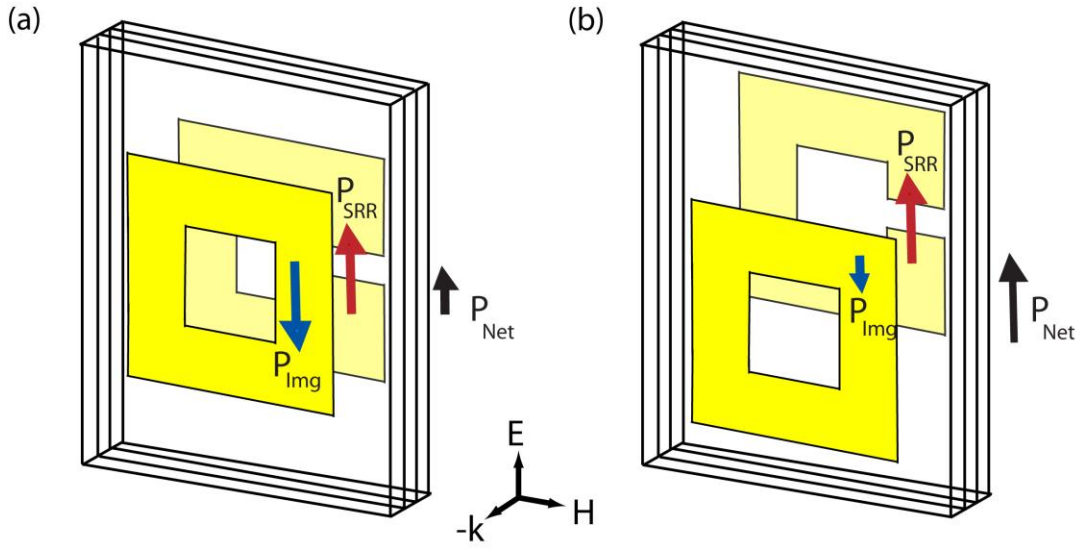 (a)
(b)
P SRR
P Img
P Net
P SRR
P Img
P Net
E
-k
H